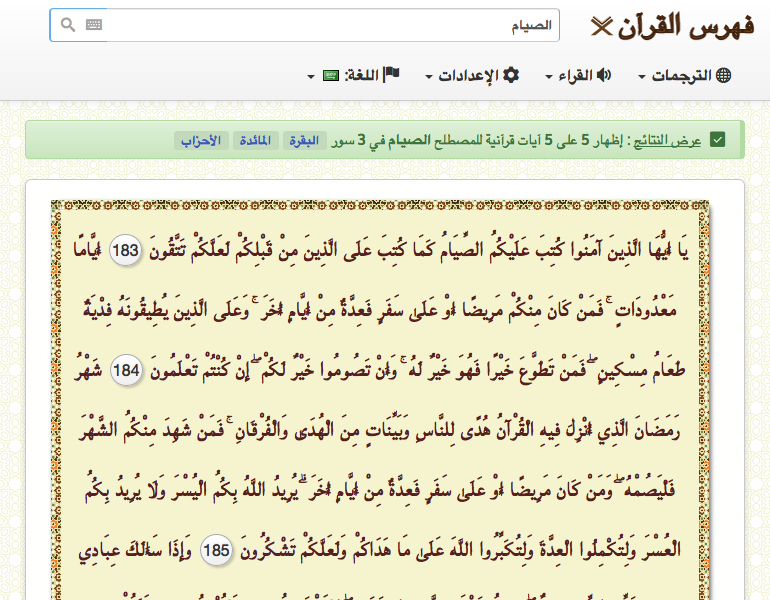 فهرس القرآن
الصيام
الترجمات القراء الإعدادات اللغة:
عرض النتائج : إظهار 5 على 5 آيات قرآنية للمصطلح الصيام في 3 سور البقرة المائدة الأحزاب
يَا أَيُّهَا الَّذِينَ آمَنُوا كُتِبَ عَلَيْكُمُ الصِّيَامُ كَمَا كُتِبَ عَلَى الَّذِينَ مِنْ قَبْلِكُمْ لَعَلَّكُمْ تَتَّقُونَ 183 أَيَّامًا
مَعْدُودَاتٍ ۚ فَمَنْ كَانَ مِنْكُمْ مَرِيضًا أَوْ عَلَىٰ سَفَرٍ فَعِدَّةٌ مِنْ أَيَّامٍ أُخَرَ ۚ وَعَلَى الَّذِينَ يُطِيقُونَهُ فِدْيَةٌ
طَعَامُ مِسْكِينٍ ۖ فَمَنْ تَطَوَّعَ خَيْرًا فَهُوَ خَيْرٌ لَهُ ۚ وَأَنْ تَصُومُوا خَيْرٌ لَكُمْ ۖ إِنْ كُنْتُمْ تَعْلَمُونَ 184 شَهْرُ
رَمَضَانَ الَّذِي أُنْزِلَ فِيهِ الْقُرْآنُ هُدًى لِلنَّاسِ وَبَيِّنَاتٍ مِنَ الْهُدَىٰ وَالْفُرْقَانِ ۚ فَمَنْ شَهِدَ مِنْكُمُ الشَّهْرَ
فَلْيَصُمْهُ ۖ وَمَنْ كَانَ مَرِيضًا أَوْ عَلَىٰ سَفَرٍ فَعِدَّةٌ مِنْ أَيَّامٍ أُخَرَ ۗ يُرِيدُ اللَّهُ بِكُمُ الْيُسْرَ وَلَا يُرِيدُ بِكُمُ
الْعُسْرَ وَلِتُكْمِلُوا الْعِدَّةَ وَلِتُكَبِّرُوا اللَّهَ عَلَىٰ مَا هَدَاكُمْ وَلَعَلَّكُمْ تَشْكُرُونَ 185 وَإِذَا سَأَلَكَ عِبَادِي